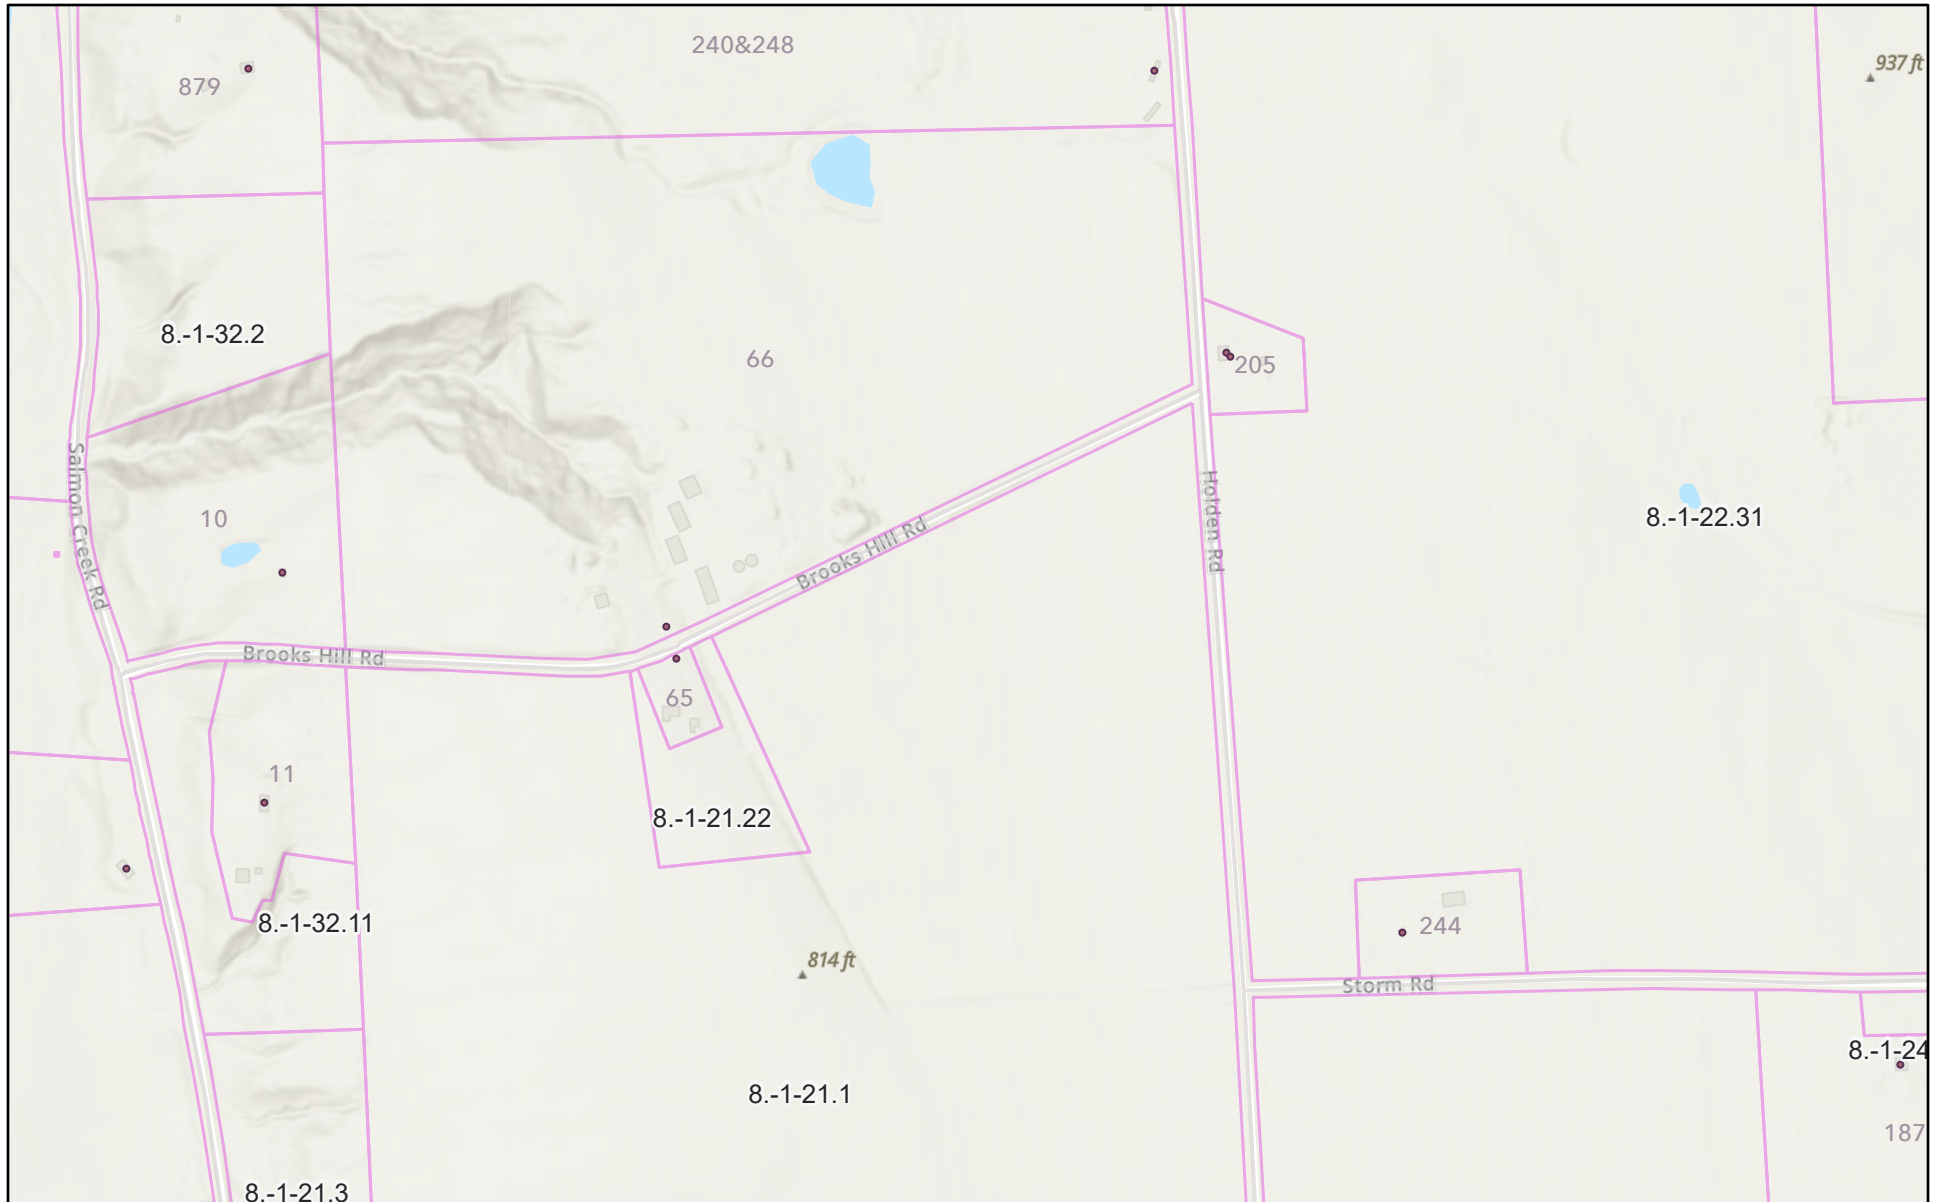 240&248
937 ft
879
8.-1-32.2
66
205
Salmon Creek Rd
Holden Rd
10
8.-1-22.31
Brooks Hill Rd
Brooks Hill Rd
65
11
8.-1-21.22
8.-1-32.11
244
814 ft
Storm Rd
8.-1-24
8.-1-21.1
187
8.-1-21.3